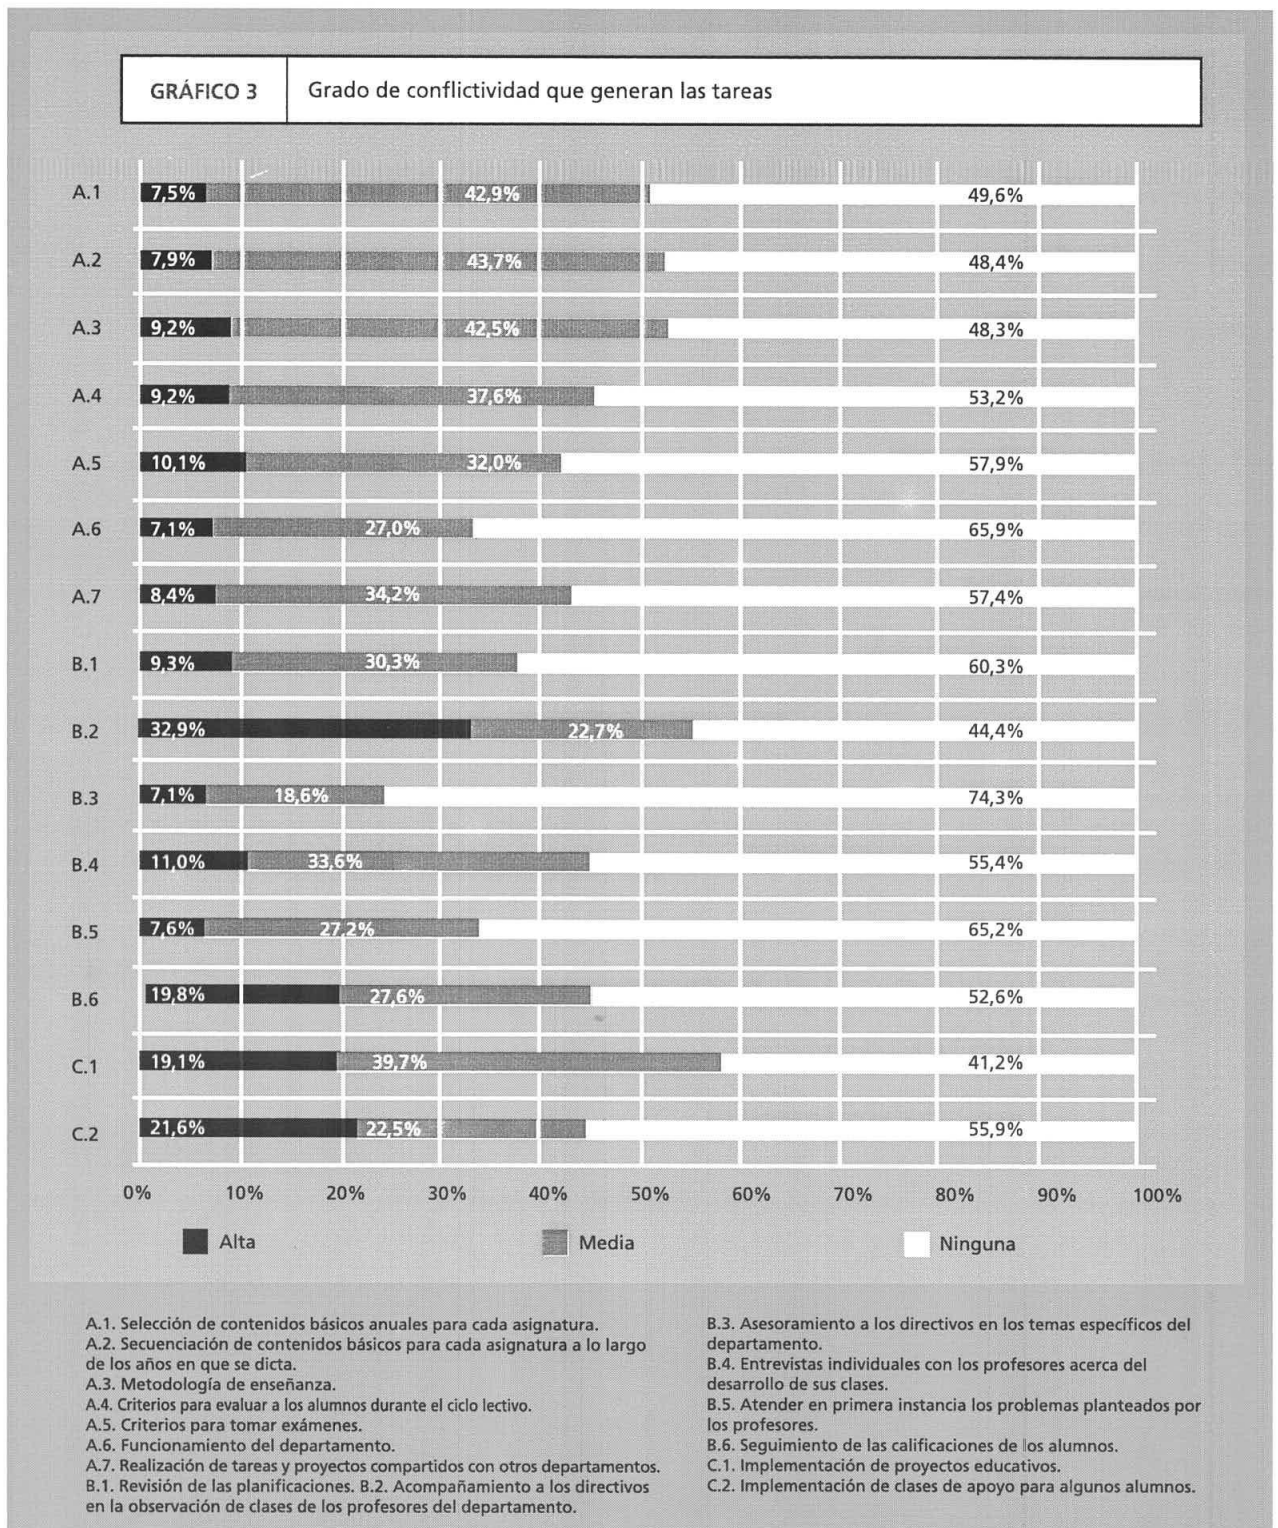 GRÁFICO 3
Grado de conflictividad que generan las tareas
A.1 7,5% 42,9% 49,6%
A.2 7,9% 43,7% 48,4%
A.3 9,2% 42,5% 48,3%
A.4 9,2% 37,6% 53,2%
A.5 10,1% 32,0% 57,9%
A.6 7,1% 27,0% 65,9%
A.7 8,4% 34,2% 57,4%
B.1 9,3% 30,3% 60,3%
B.2 32,9% 22,7% 44,4%
B.3 7,1% 18,6% 74,3%
B.4 11,0% 33,6% 55,4%
B.5 7,6% 27,2% 65,2%
B.6 19,8% 27,6% 52,6%
C.1 19,1% 39,7% 41,2%
C.2 21,6% 22,5% 55,9%
0% 10% 20% 30% 40% 50% 60% 70% 80% 90% 100%
Alta Media Ninguna
A.1. Selección de contenidos básicos anuales para cada asignatura.
A.2. Secuenciación de contenidos básicos para cada asignatura a lo largo
de los años en que se dicta.
A.3. Metodología de enseñanza.
A.4. Criterios para evaluar a los alumnos durante el ciclo lectivo.
A.5. Criterios para tomar exámenes.
A.6. Funcionamiento del departamento.
A.7. Realización de tareas y proyectos compartidos con otros departamentos.
B.1. Revisión de las planificaciones. B.2. Acompañamiento a los directivos
en la observación de clases de los profesores del departamento.
B.3. Asesoramiento a los directivos en los temas específicos del
departamento.
B.4. Entrevistas individuales con los profesores acerca del
desarrollo de sus clases.
B.5. Atender en primera instancia los problemas planteados por
los profesores.
B.6. Seguimiento de las calificaciones de los alumnos.
C.1. Implementación de proyectos educativos.
C.2. Implementación de clases de apoyo para algunos alumnos.